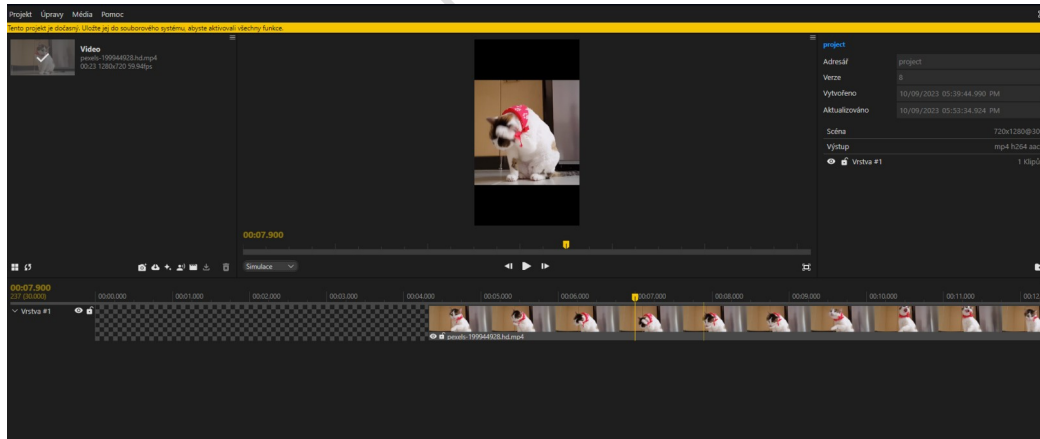 Projekt Úpravy Média Pomoc
Tento projekt je dočasný. Uložte jej do souborového systému, abyste aktivovali všechny funkce.
Video
pexels-199944928.hd.mp4
00:23 1280x720 59.94fps
00:07.900
Simulace
project
Adresář project
Verze 8
Vytvořeno 10/09/2023 05:39:44.990 PM
Aktualizováno 10/09/2023 05:53:34.924 PM
Scéna 720x1280@30
Výstup mp4 h264 aac
Vrstva #1 1 Klipů
00:07.900
237 (30.000) 00:00.000 00:01.000 00:02.000 00:03.000 00:04.000 00:05.000 00:06.000 00:07.000 00:08.000 00:09.000 00:10.000 00:11.000 00:12.
Vrstva #1
pexels-199944928.hd.mp4